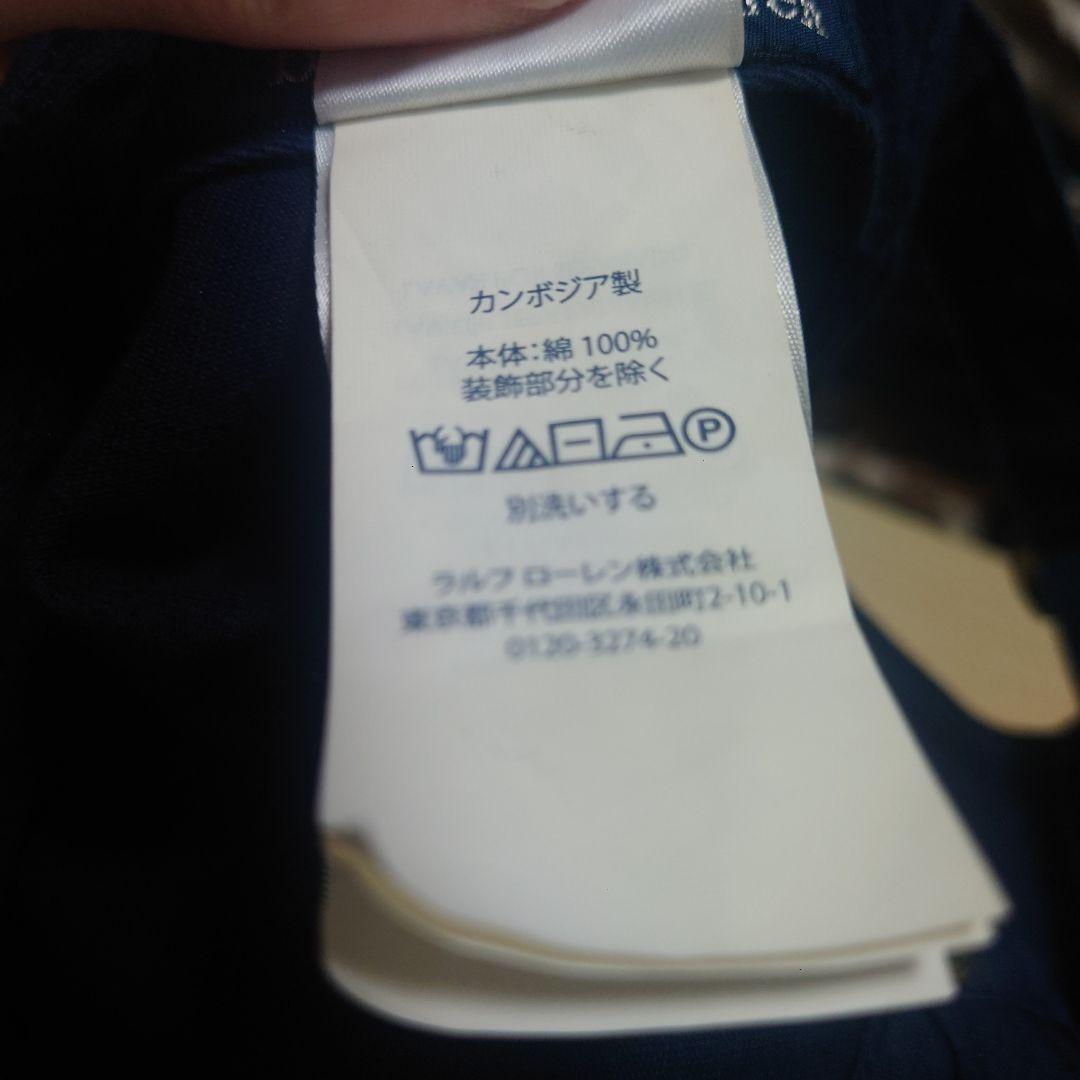 カンボジア製
本体：綿 100%
装飾部分を除く
P
別洗いする
ラルフ ローレン株式会社
東京都千代田区永田町2-10-1
0120-3274-20